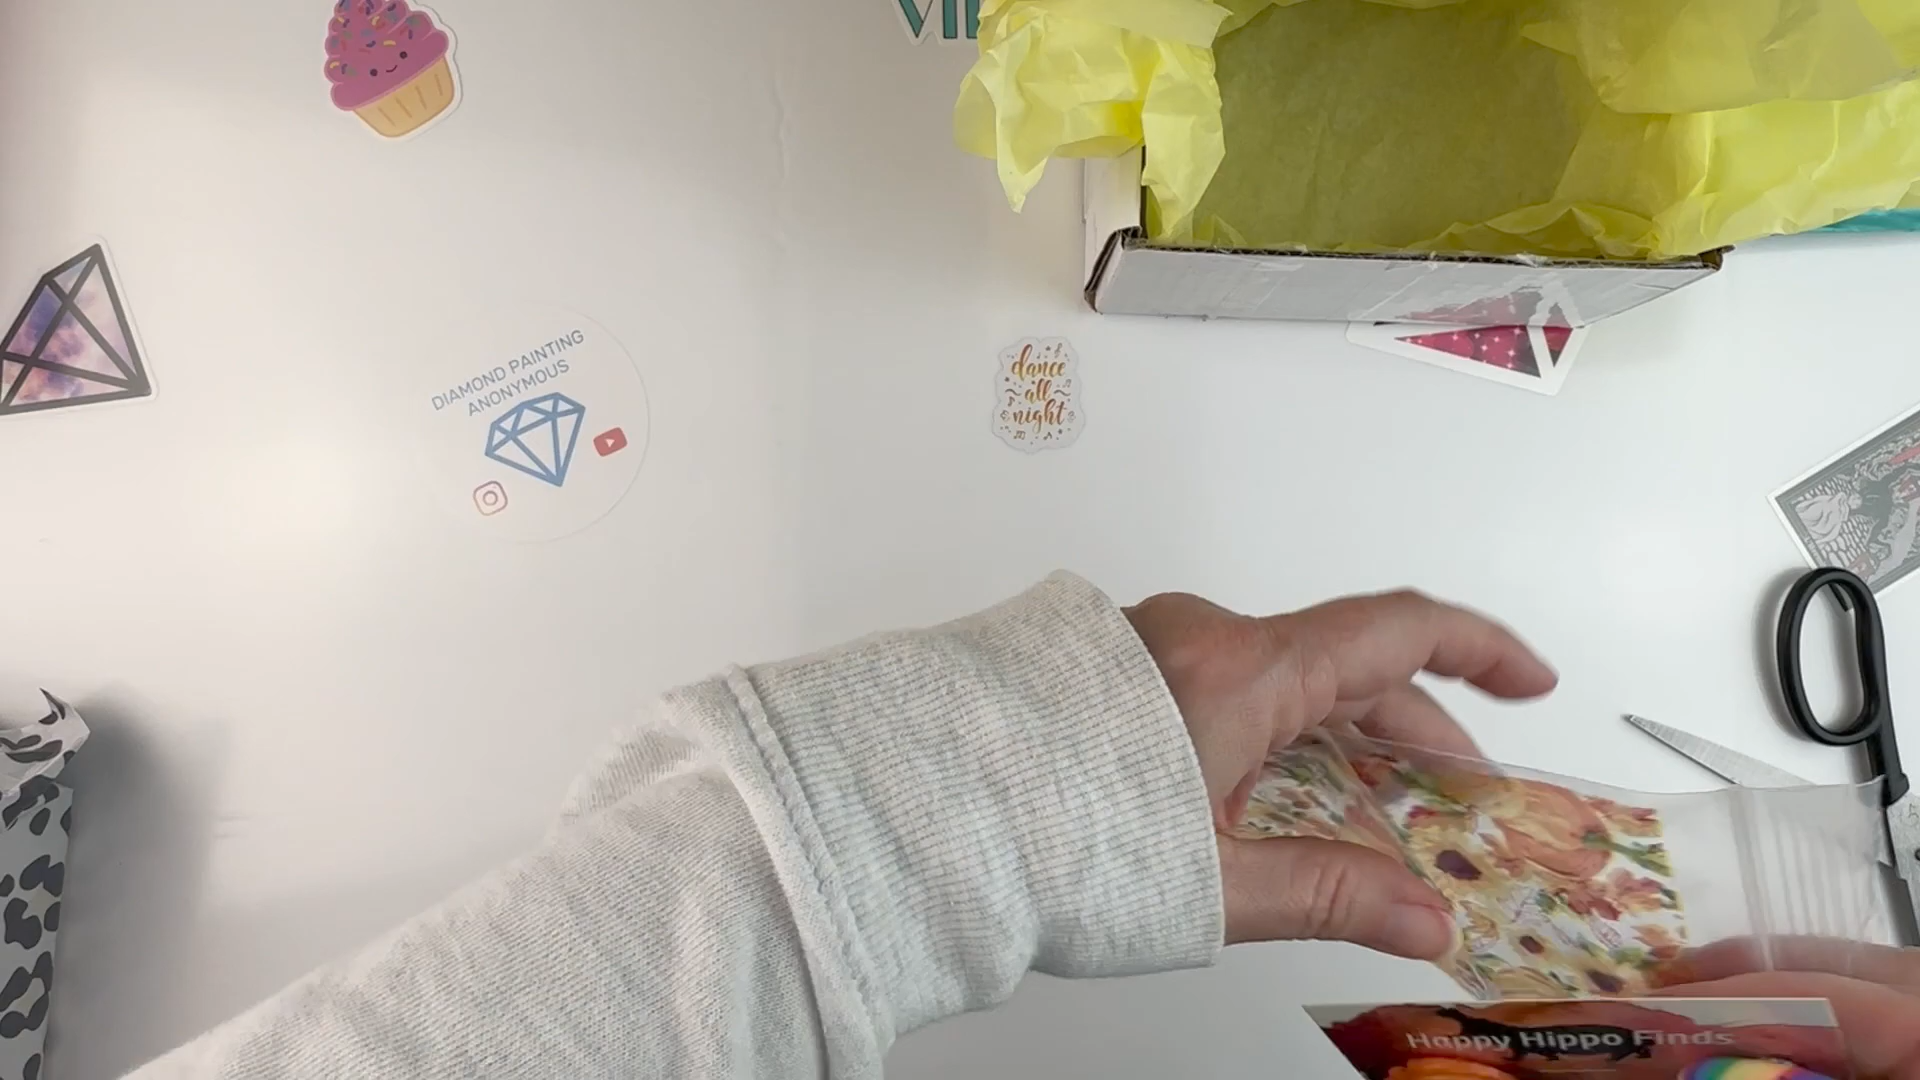 DIAMOND PAINTING
ANONYMOUS
dance
all
night
Happy Hippo Finds